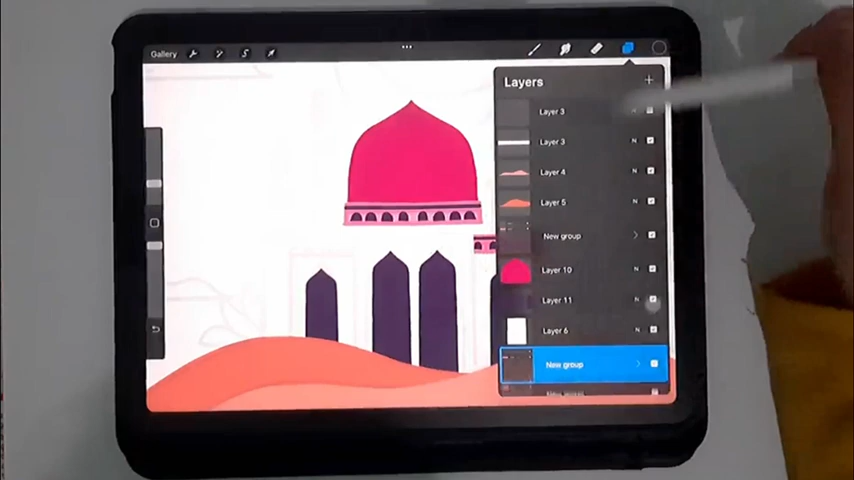 Gallery
Layers
Layer 3
N
Layer 3
N
Layer 4
N
Layer 5
N
New group
Layer 10
N
Layer 11
Layer 6
N
New group